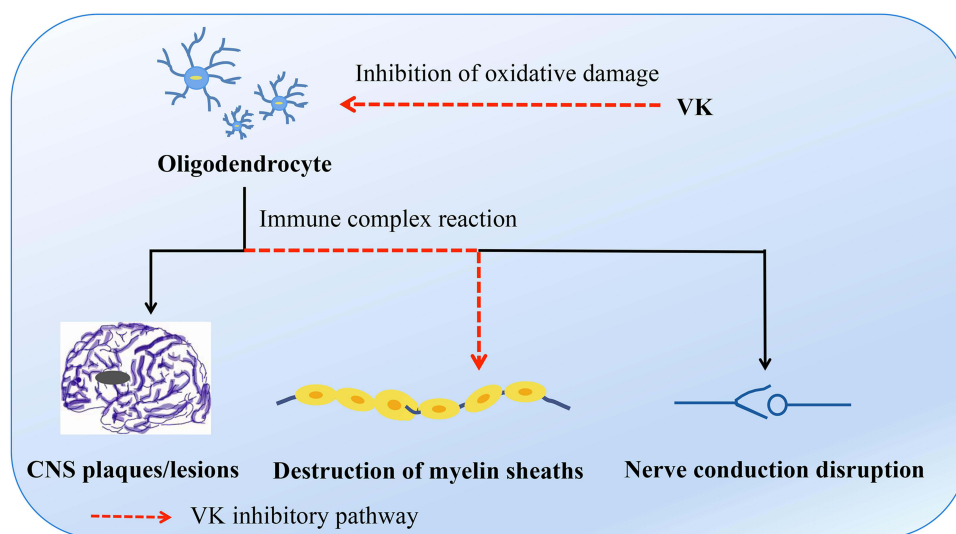 Inhibition of oxidative damage
VK
Oligodendrocyte
Immune complex reaction
CNS plaques/lesions
Destruction of myelin sheaths
Nerve conduction disruption
VK inhibitory pathway